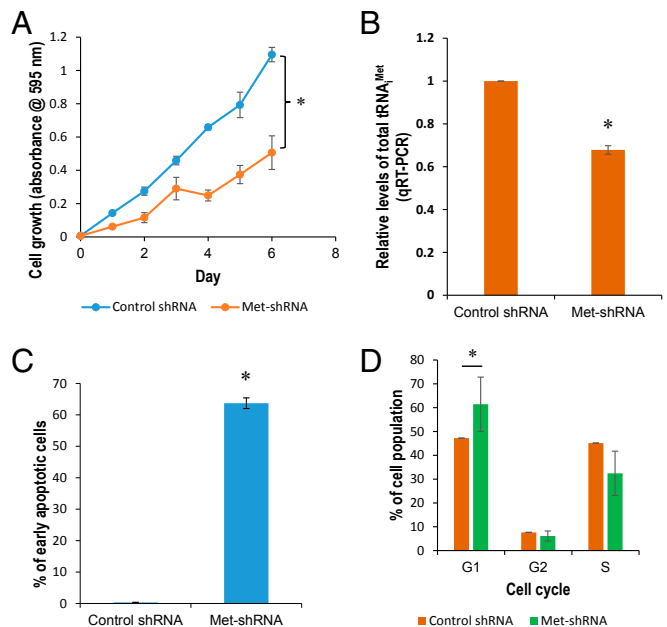 A
Cell growth (absorbance @ 595 nm)
1.2
1
0.8
0.6
0.4
0.2
0
0 2 4 6 8
*
Day
Control shRNA Met-shRNA
B
Relative levels of total tRNAiMet
(qRT-PCR)
1.2
1
0.8
0.6
0.4
0.2
0
*
Control shRNA Met-shRNA
C
% of early apoptotic cells
70
60
50
40
30
20
10
0
*
Control shRNA Met-shRNA
D
% of cell population
80
70
60
50
40
30
20
10
0
*
G1 G2 S
Cell cycle
Control shRNA Met-shRNA